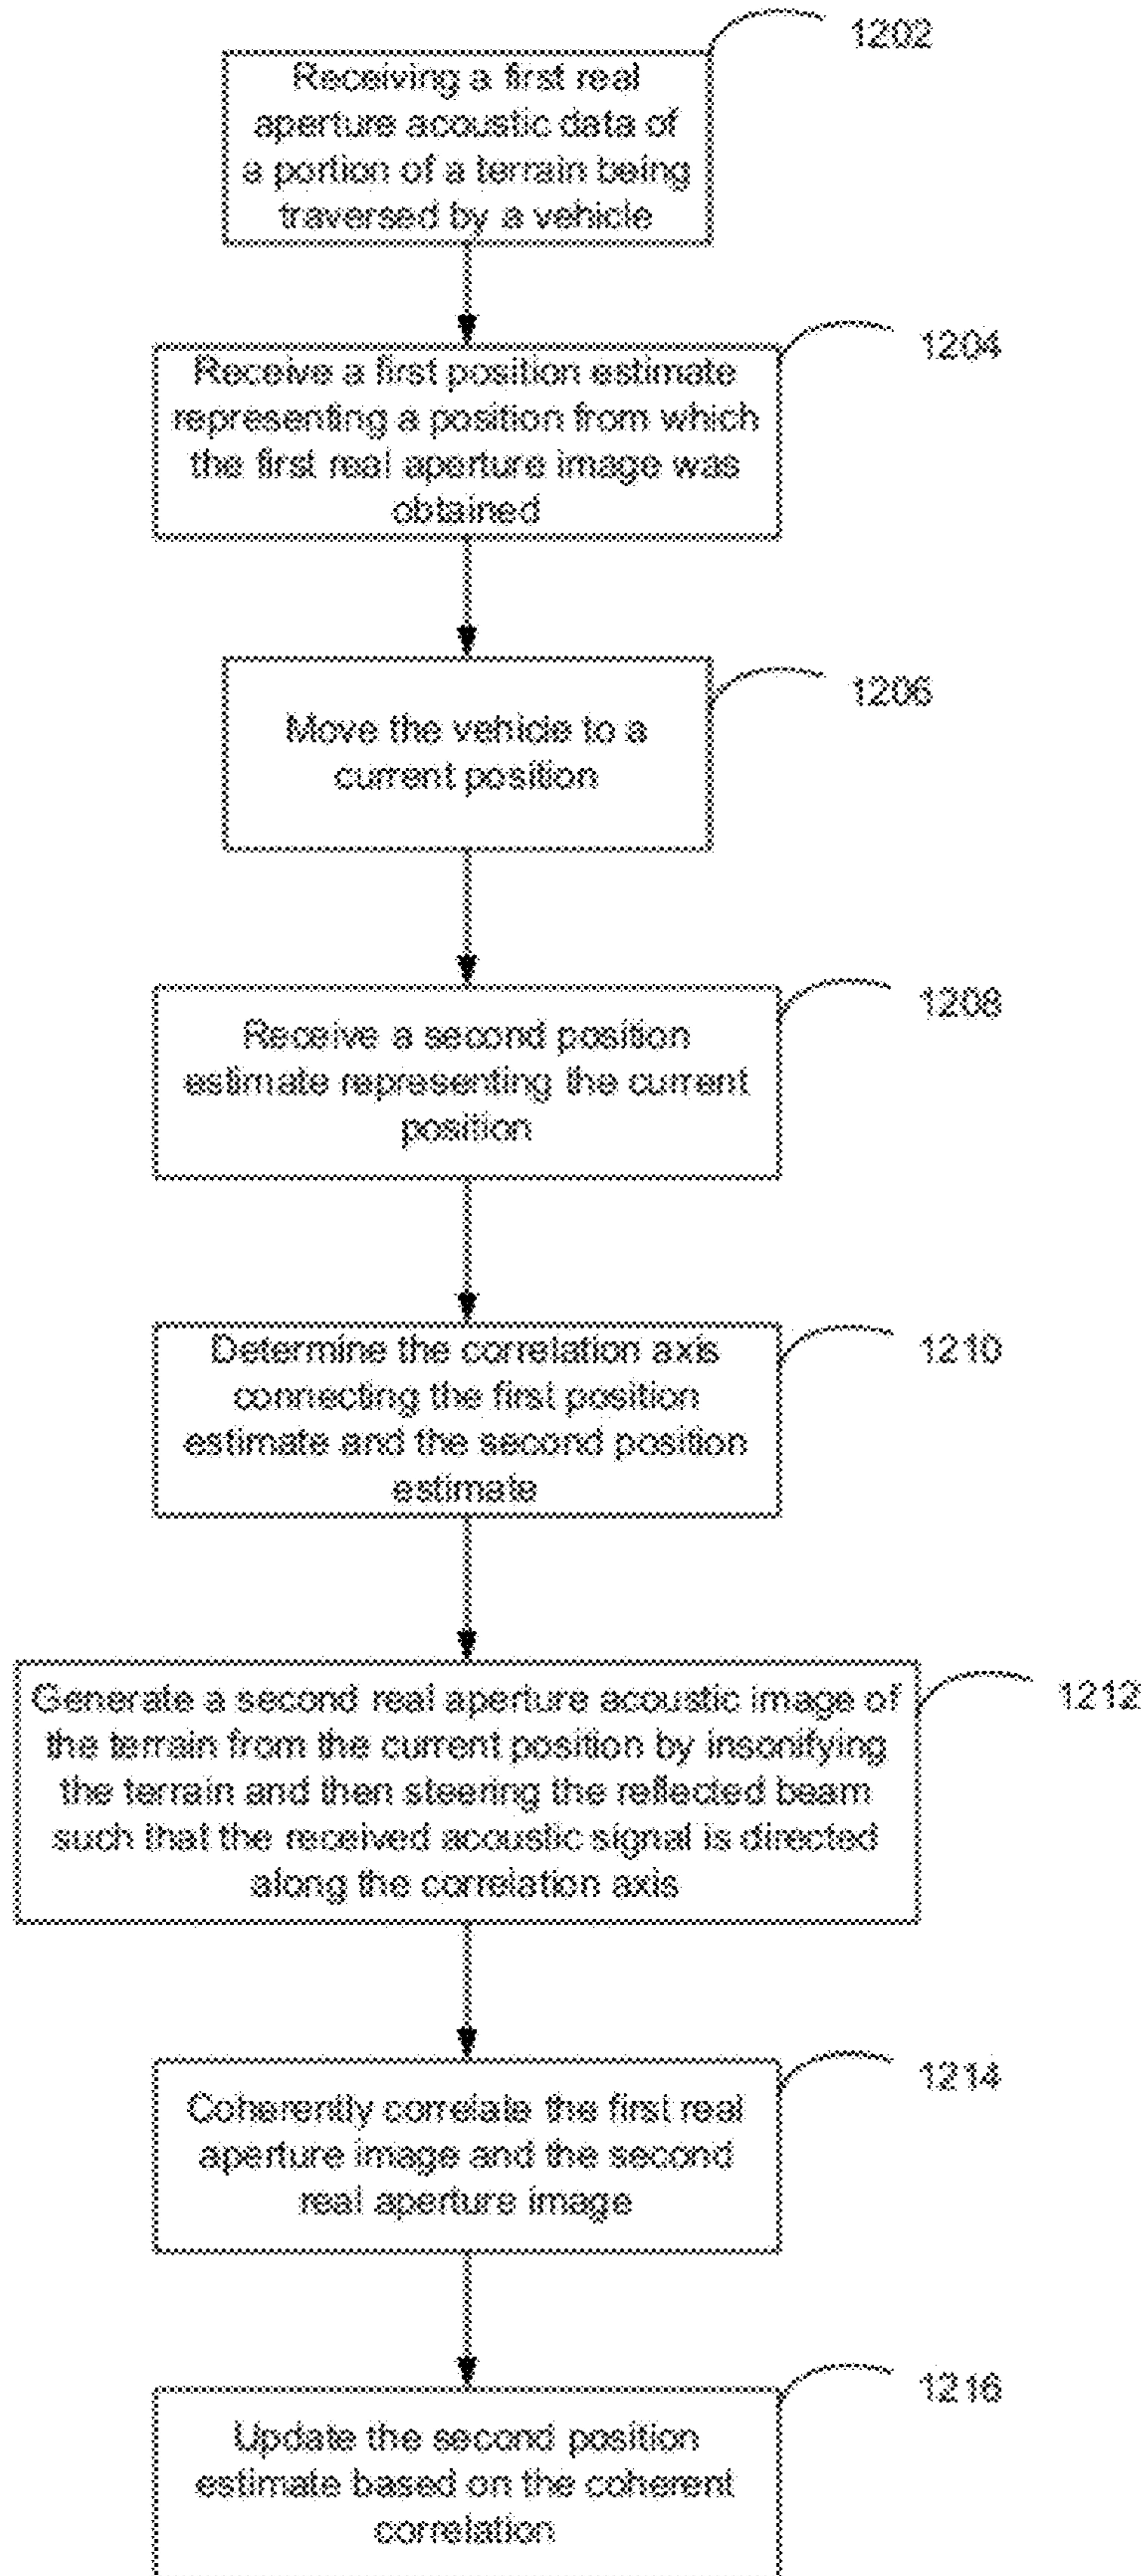 1202
Receiving a first real
aperture acoustic data of
a portion of a terrain being
traversed by a vehicle
1204
Receive a first position estimate
representing a position from which
the first real aperture image was
obtained
1206
Move the vehicle to a
current position
1208
Receive a second position
estimate representing the current
position
1210
Determine the correlation axis
connecting the first position
estimate and the second position
estimate
1212
Generate a second real aperture acoustic image of
the terrain from the current position by insonifying
the terrain and then steering the reflected beam
such that the received acoustic signal is directed
along the correlation axis
1214
Coherently correlate the first real
aperture image and the second
real aperture image
1216
Update the second position
estimate based on the coherent
correlation